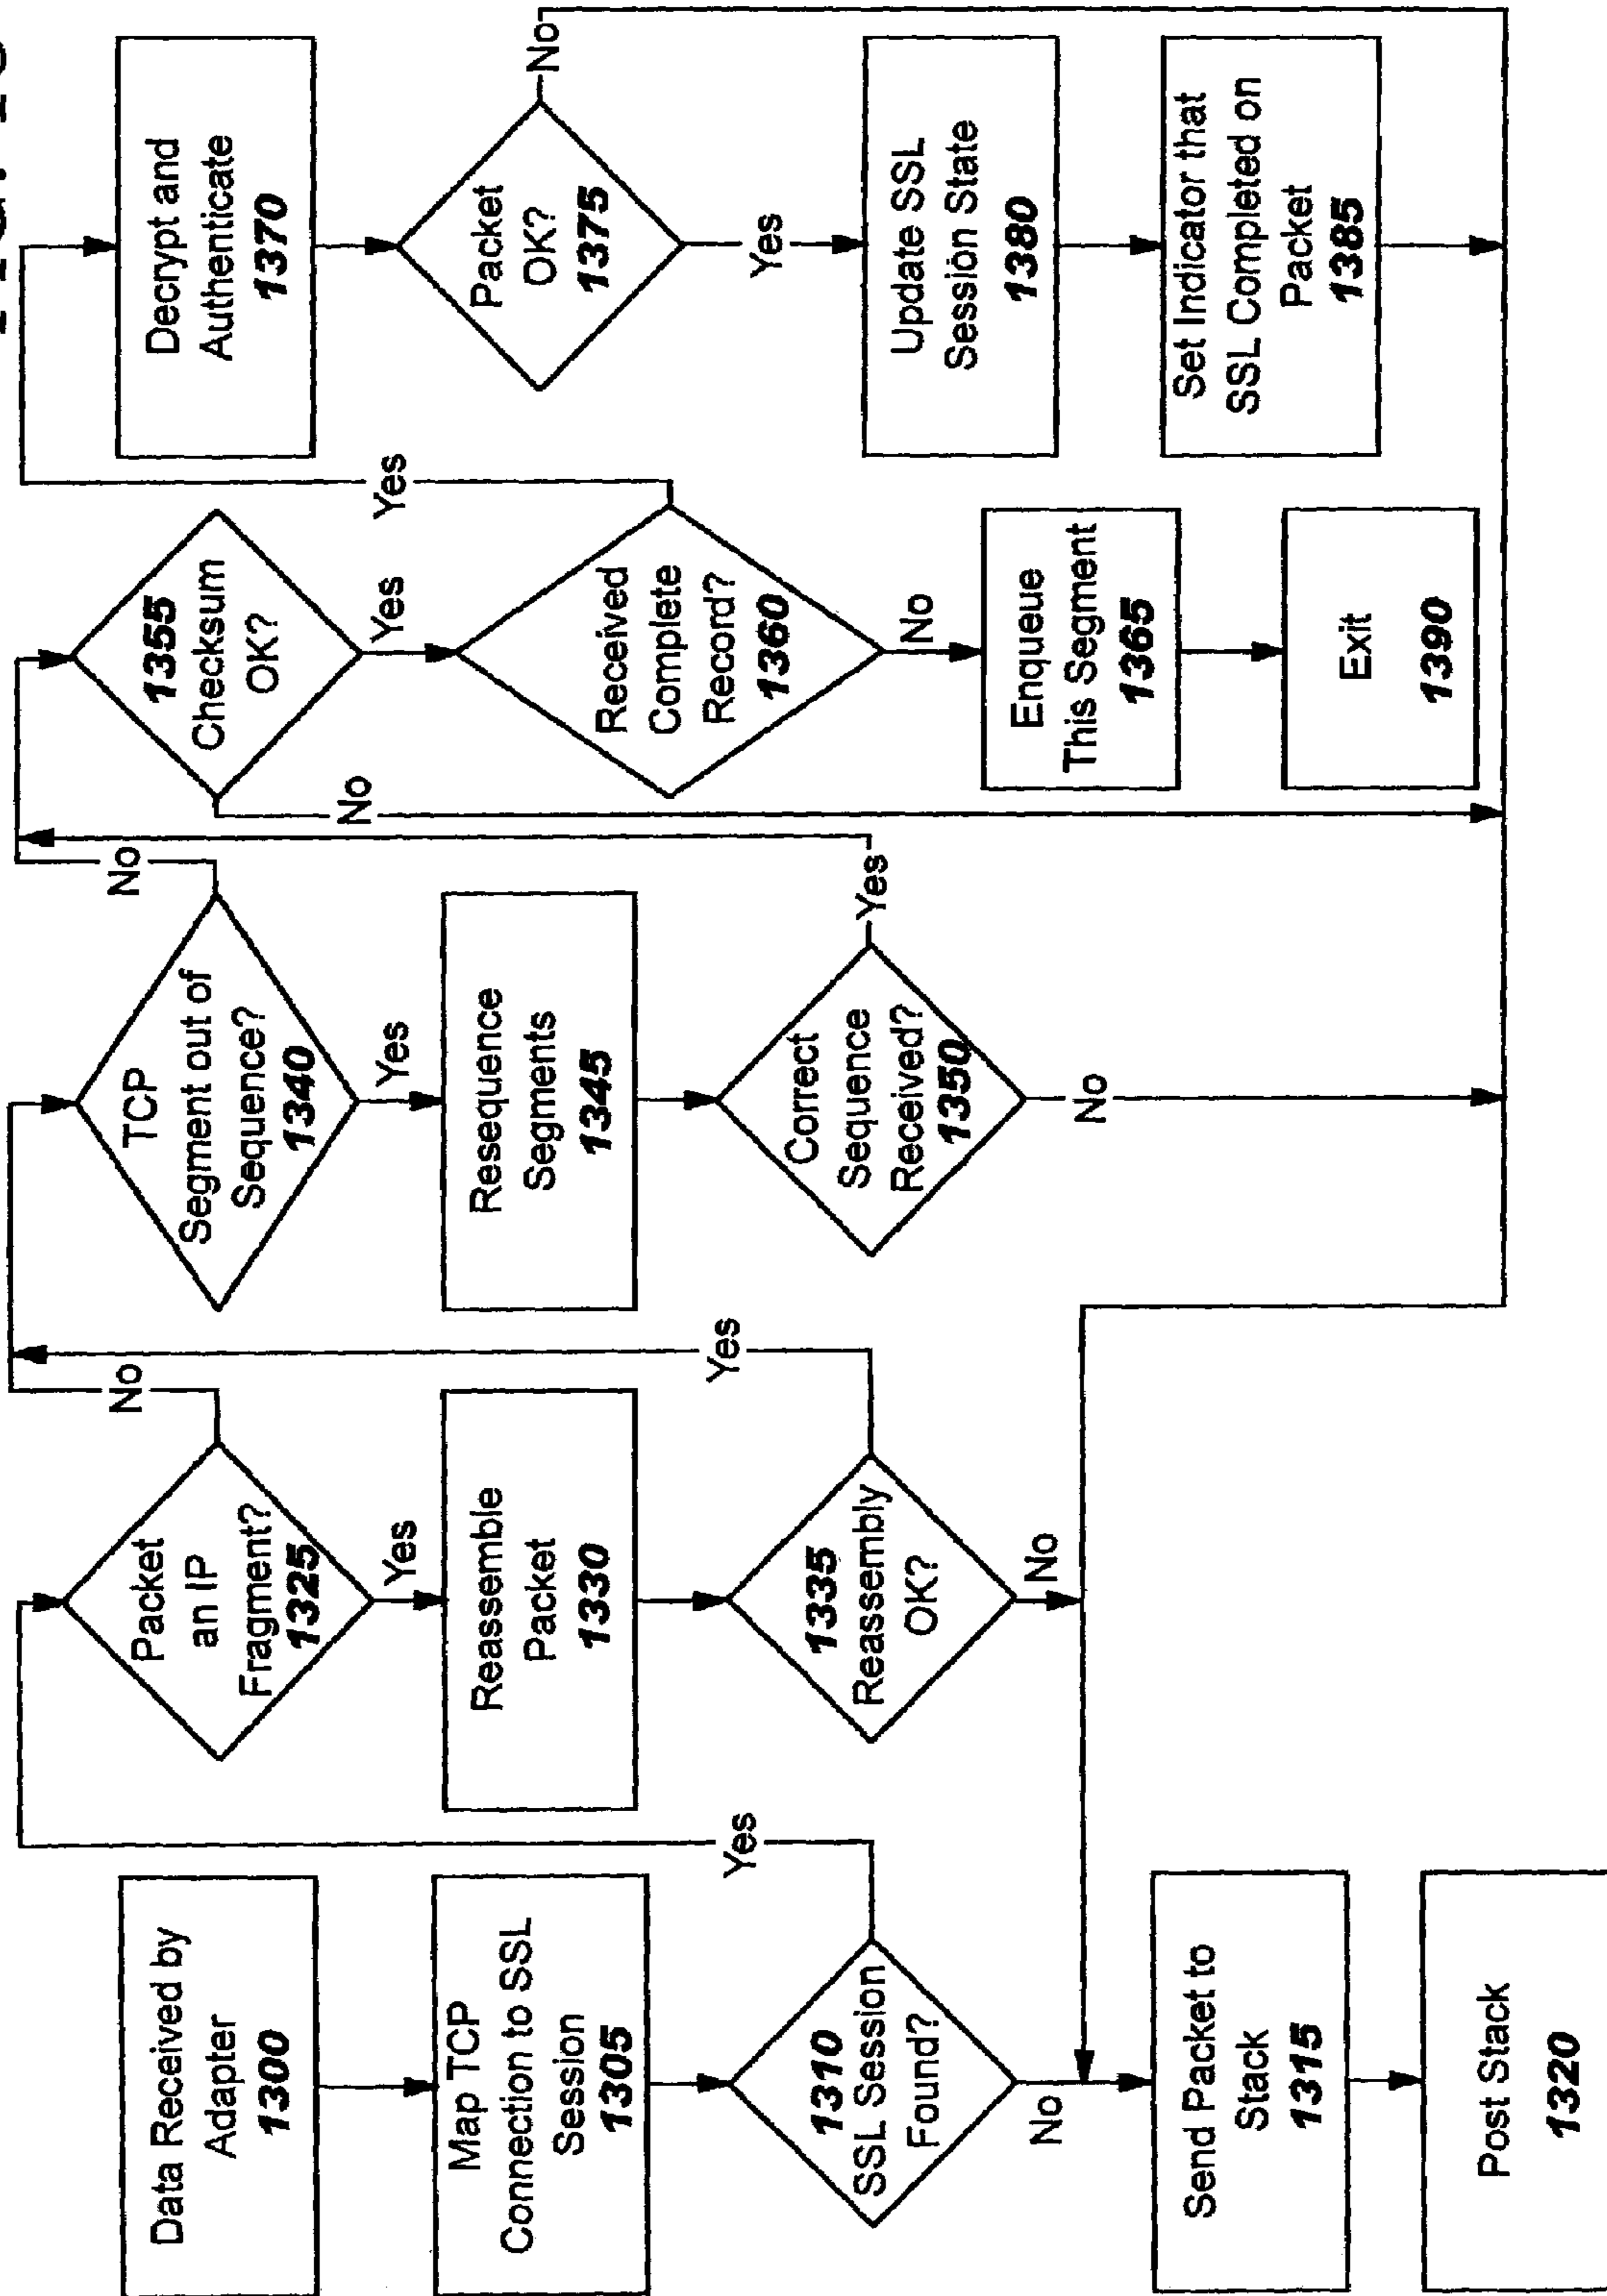 Data Received by
Adapter
1300
Map TCP
Connection to SSL
Session
1305
1310
SSL Session
Found?
Yes
No
Send Packet to
Stack
1315
Post Stack
1320
Packet
an IP
Fragment?
1325
No
Yes
Reassemble
Packet
1330
1335
Reassembly
OK?
Yes
No
TCP
Segment out of
Sequence?
1340
No
Yes
Resequence
Segments
1345
Correct
Sequence
Received?
1350
Yes
No
1355
Checksum
OK?
No
Yes
Received
Complete
Record?
1360
Yes
No
Enqueue
This Segment
1365
Exit
1390
Decrypt and
Authenticate
1370
Packet
OK?
1375
No
Yes
Update SSL
Session State
1380
Set Indicator that
SSL Completed on
Packet
1385